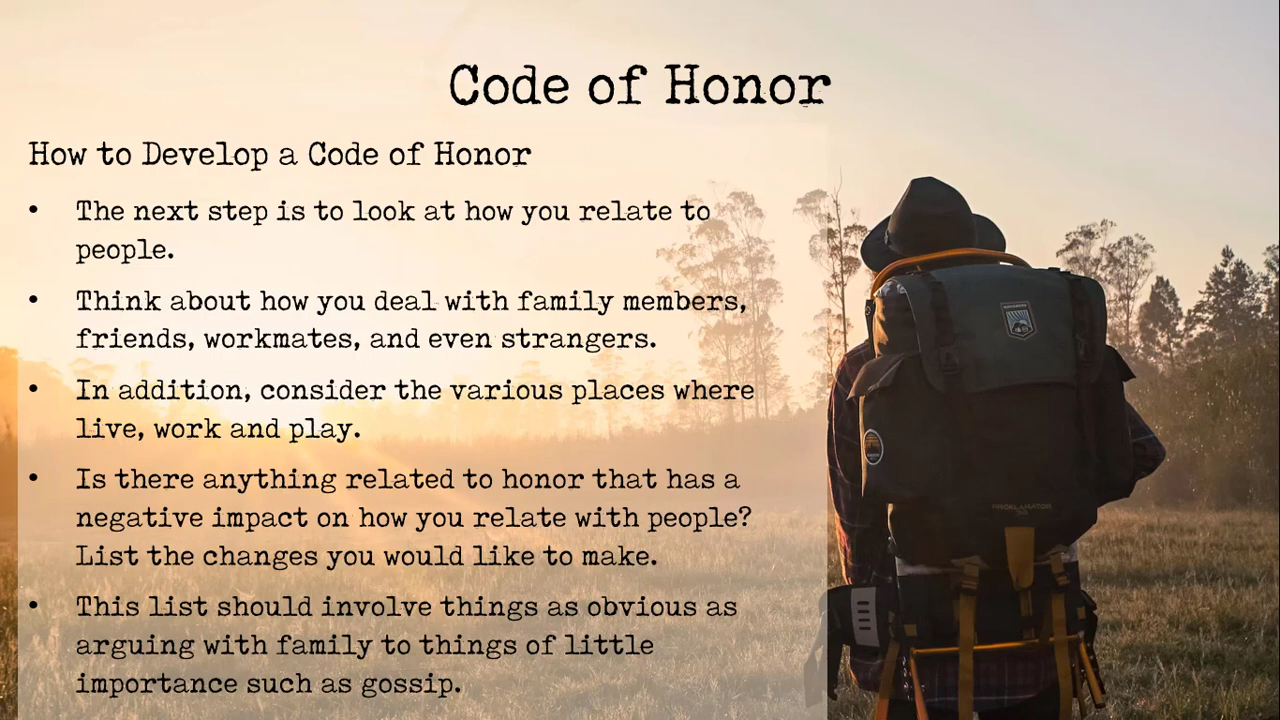 Code of Honor
How to Develop a Code of Honor
• The next step is to look at how you relate to
people.
• Think about how you deal with family members,
friends, workmates, and even strangers.
• In addition, consider the various places where
live, work and play.
• Is there anything related to honor that has a
negative impact on how you relate with people?
List the changes you would like to make.
• This list should involve things as obvious as
arguing with family to things of little
importance such as gossip.